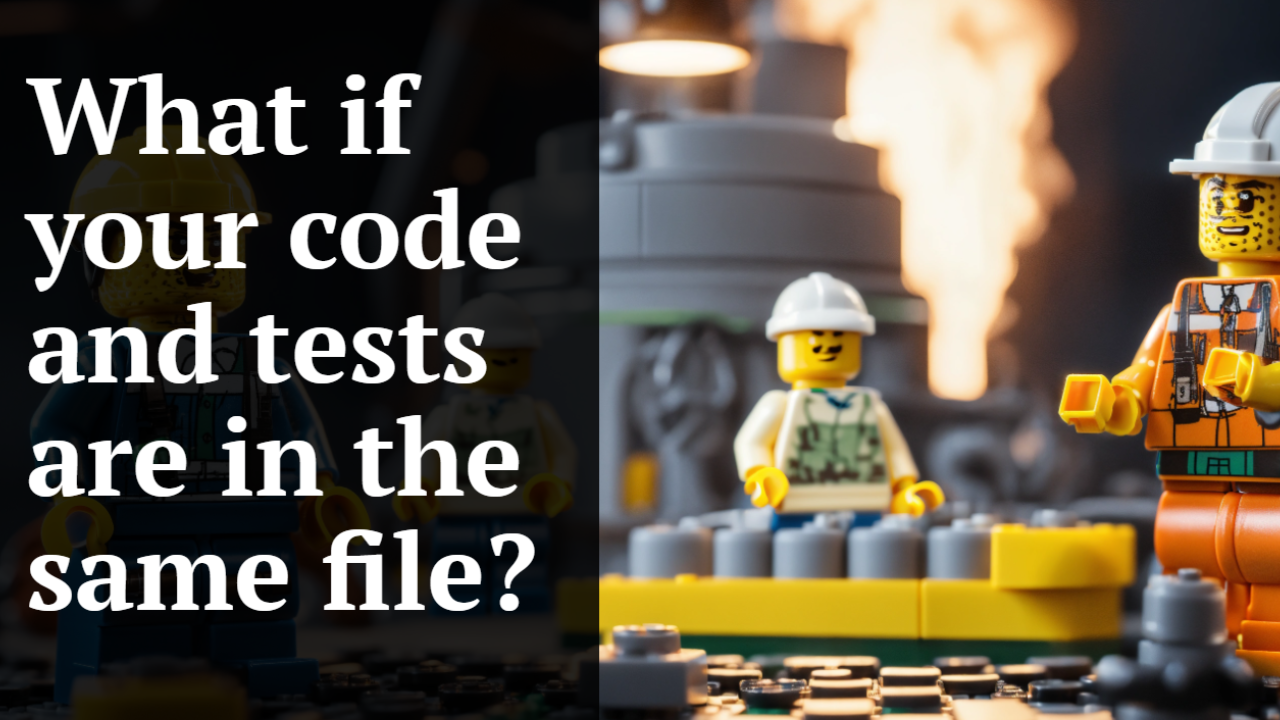 What if
your code
and tests
are in the
same file?